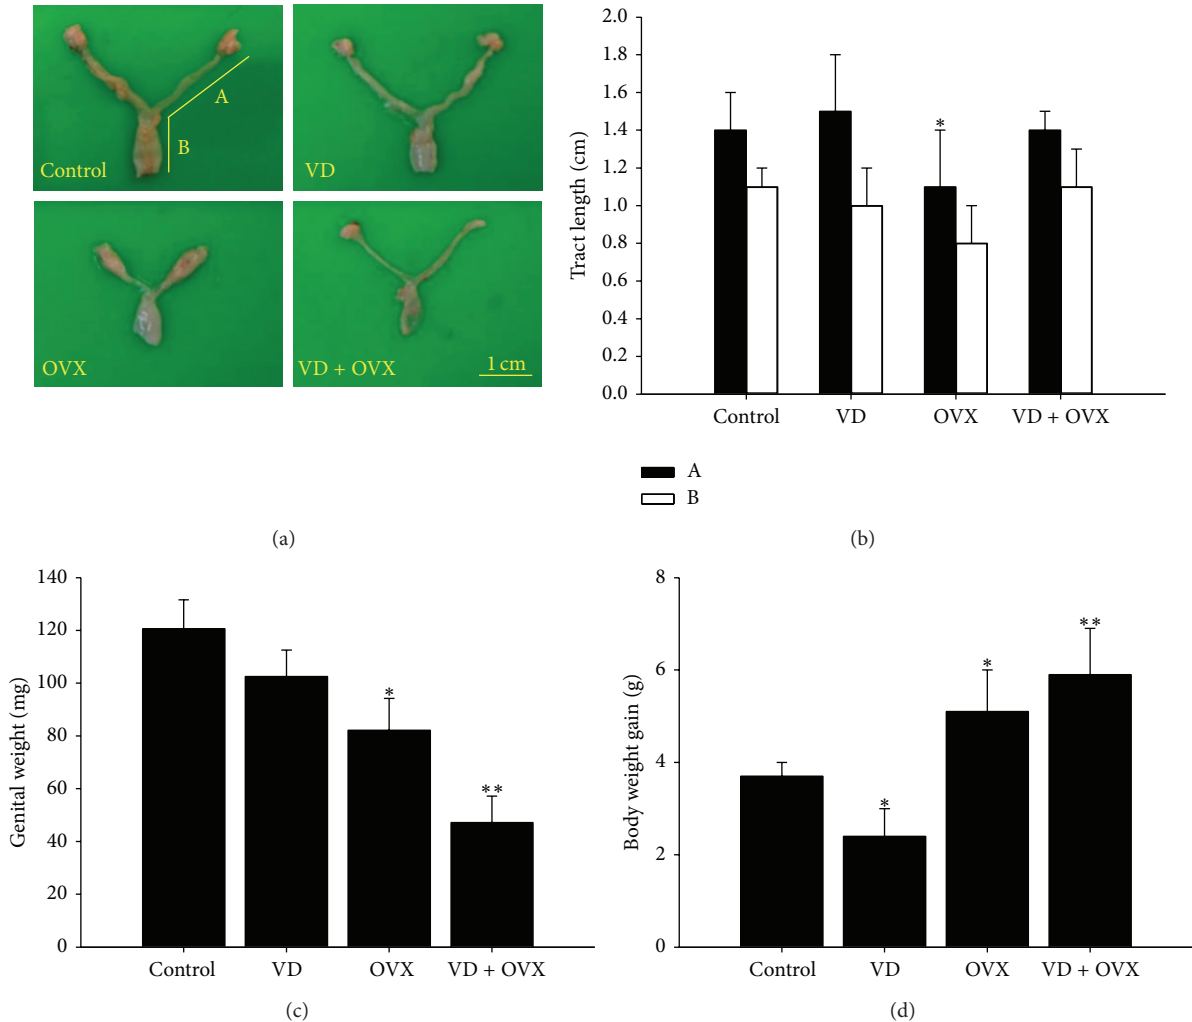 A
B
Control
VD
OVX
VD + OVX
1 cm
(a)
Tract length (cm)
2.0
1.8
1.6
1.4
1.2
1.0
0.8
0.6
0.4
0.2
0.0
*
Control VD OVX VD + OVX
A
B
(b)
Genital weight (mg)
140
120
100
80
60
40
20
0
*
**
Control VD OVX VD + OVX
(c)
Body weight gain (g)
8
6
4
2
0
*
*
**
Control VD OVX VD + OVX
(d)